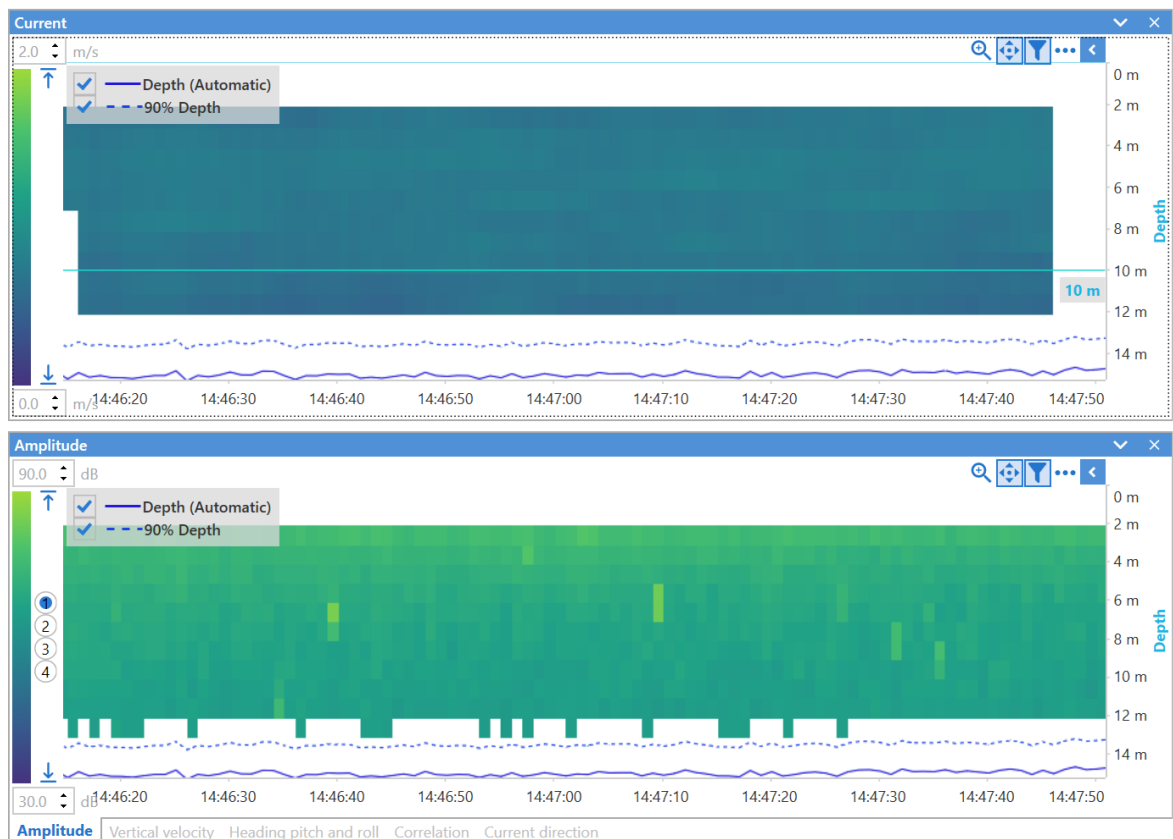 Current
2.0 m/s
Depth (Automatic)
90% Depth
0 m
2 m
4 m
6 m
8 m
10 m
12 m
14 m
Depth
10 m
0.0 m/s
14:46:20 14:46:30 14:46:40 14:46:50 14:47:00 14:47:10 14:47:20 14:47:30 14:47:40 14:47:50
Amplitude
90.0 dB
Depth (Automatic)
90% Depth
1
2
3
4
0 m
2 m
4 m
6 m
8 m
10 m
12 m
14 m
Depth
30.0 dB
14:46:20 14:46:30 14:46:40 14:46:50 14:47:00 14:47:10 14:47:20 14:47:30 14:47:40 14:47:50
Amplitude Vertical velocity Heading pitch and roll Correlation Current direction